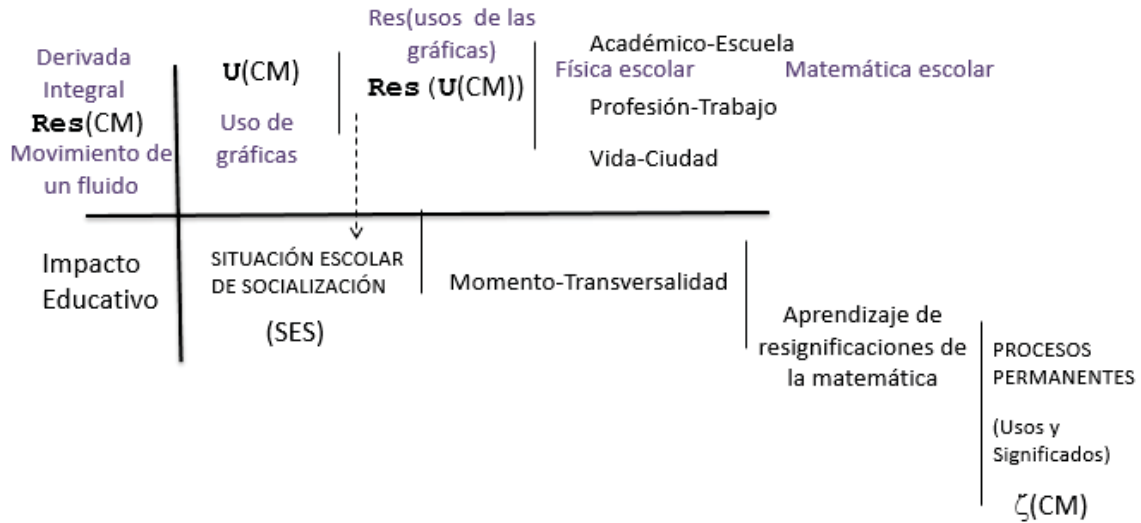 Derivada
Integral
Res(CM)
Movimiento de
un fluido
U(CM)
Uso de
gráficas
Res(usos de las
gráficas)
Res (U(CM))
Académico-Escuela
Física escolar
Matemática escolar
Profesión-Trabajo
Vida-Ciudad
Impacto
Educativo
SITUACIÓN ESCOLAR
DE SOCIALIZACIÓN
(SES)
Momento-Transversalidad
Aprendizaje de
resignificaciones de
la matemática
PROCESOS
PERMANENTES
(Usos y
Significados)
ζ(CM)